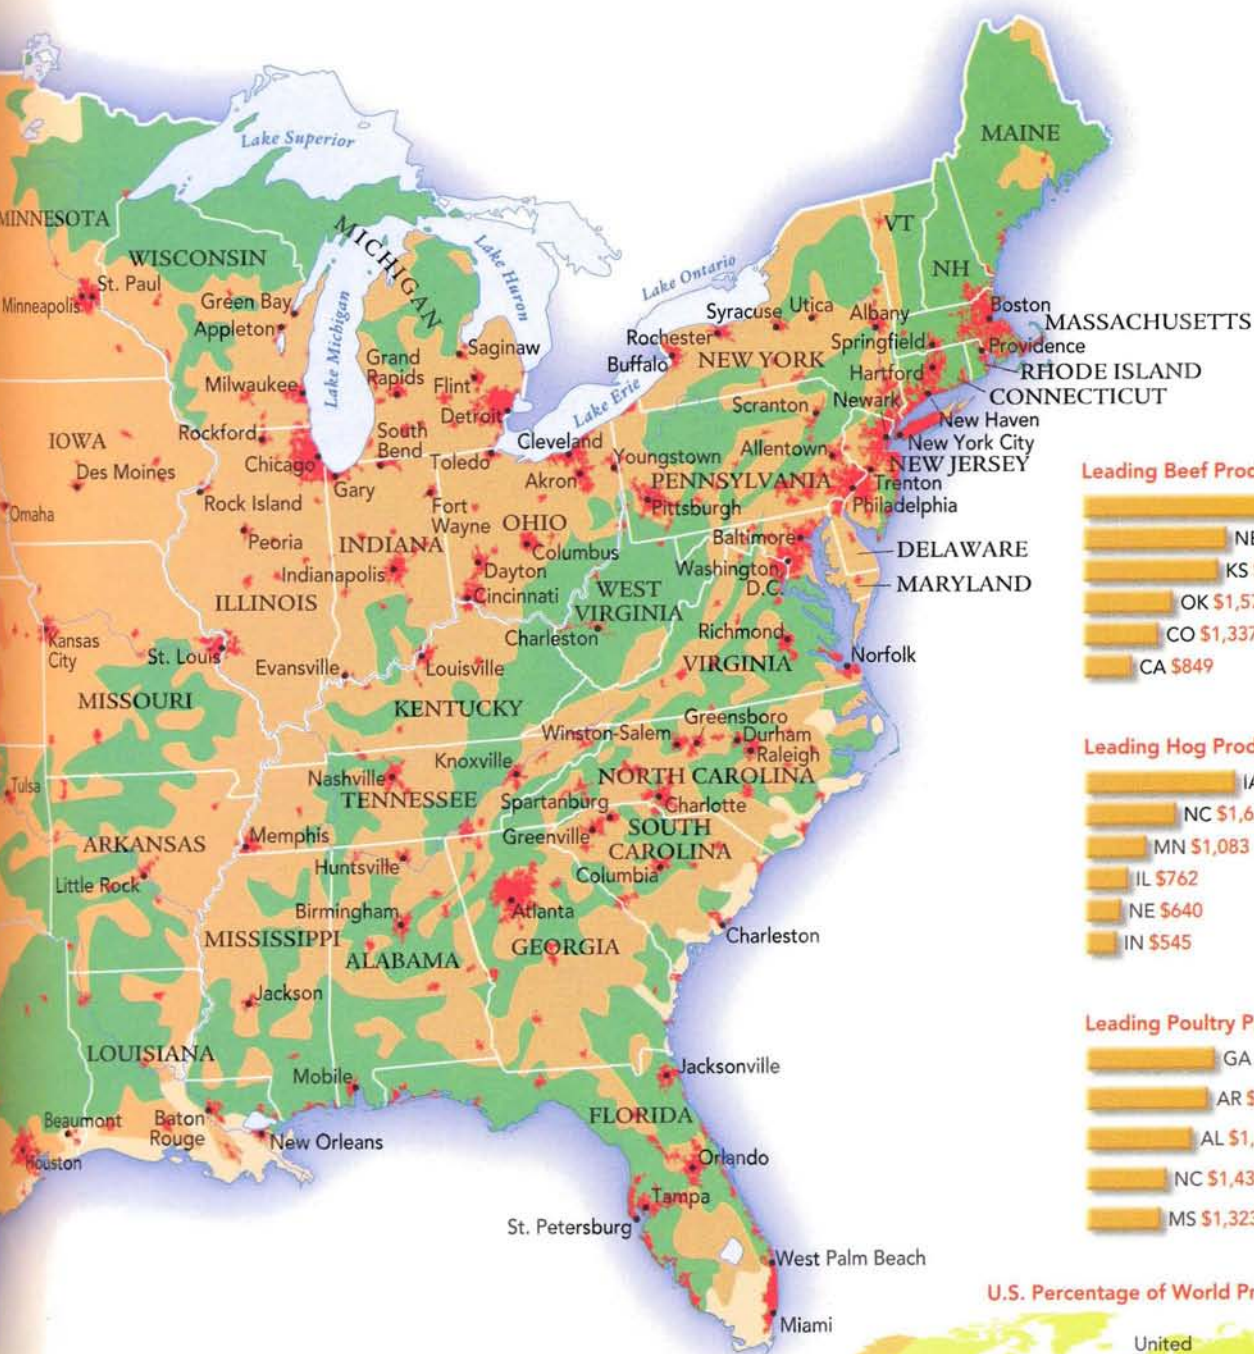 Lake Superior
MAINE
MINNESOTA
WISCONSIN
MICHIGAN
Lake Huron
VT
NH
Lake Ontario
St. Paul
Minneapolis
Green Bay
Appleton
Lake Michigan
Saginaw
Grand
Rapids
Flint
Milwaukee
Detroit
Lake Erie
Syracuse
Utica
Albany
Boston
MASSACHUSETTS
Rochester
Springfield
Providence
Buffalo
NEW YORK
Hartford
RHODE ISLAND
CONNECTICUT
Scranton
Newark
New Haven
IOWA
Rockford
South
Bend
Cleveland
New York City
Des Moines
Chicago
Toledo
Youngstown
Allentown
NEW JERSEY
Gary
Akron
PENNSYLVANIA
Trenton
Omaha
Rock Island
Fort
Wayne
Pittsburgh
Philadelphia
Peoria
INDIANA
OHIO
Columbus
Baltimore
DELAWARE
Indianapolis
Dayton
Washington
D.C.
MARYLAND
ILLINOIS
Cincinnati
WEST
VIRGINIA
Kansas
City
St. Louis
Charleston
Richmond
Evansville
Louisville
VIRGINIA
Norfolk
MISSOURI
KENTUCKY
Greensboro
Winston-Salem
Durham
Raleigh
Knoxville
Tulsa
Nashville
NORTH CAROLINA
TENNESSEE
Spartanburg
Charlotte
ARKANSAS
Memphis
Greenville
SOUTH
CAROLINA
Huntsville
Little Rock
Columbia
Birmingham
Atlanta
MISSISSIPPI
ALABAMA
GEORGIA
Charleston
Jackson
LOUISIANA
Mobile
Jacksonville
Beaumont
Baton
Rouge
FLORIDA
New Orleans
Houston
Orlando
Tampa
St. Petersburg
West Palm Beach
Miami
Leading Beef Prod
NE
KS
OK $1,57
CO $1,337
CA $849
Leading Hog Prod
IA
NC $1,6
MN $1,083
IL $762
NE $640
IN $545
Leading Poultry P
GA
AR $
AL $1,
NC $1,43
MS $1,323
U.S. Percentage of World Pr
United